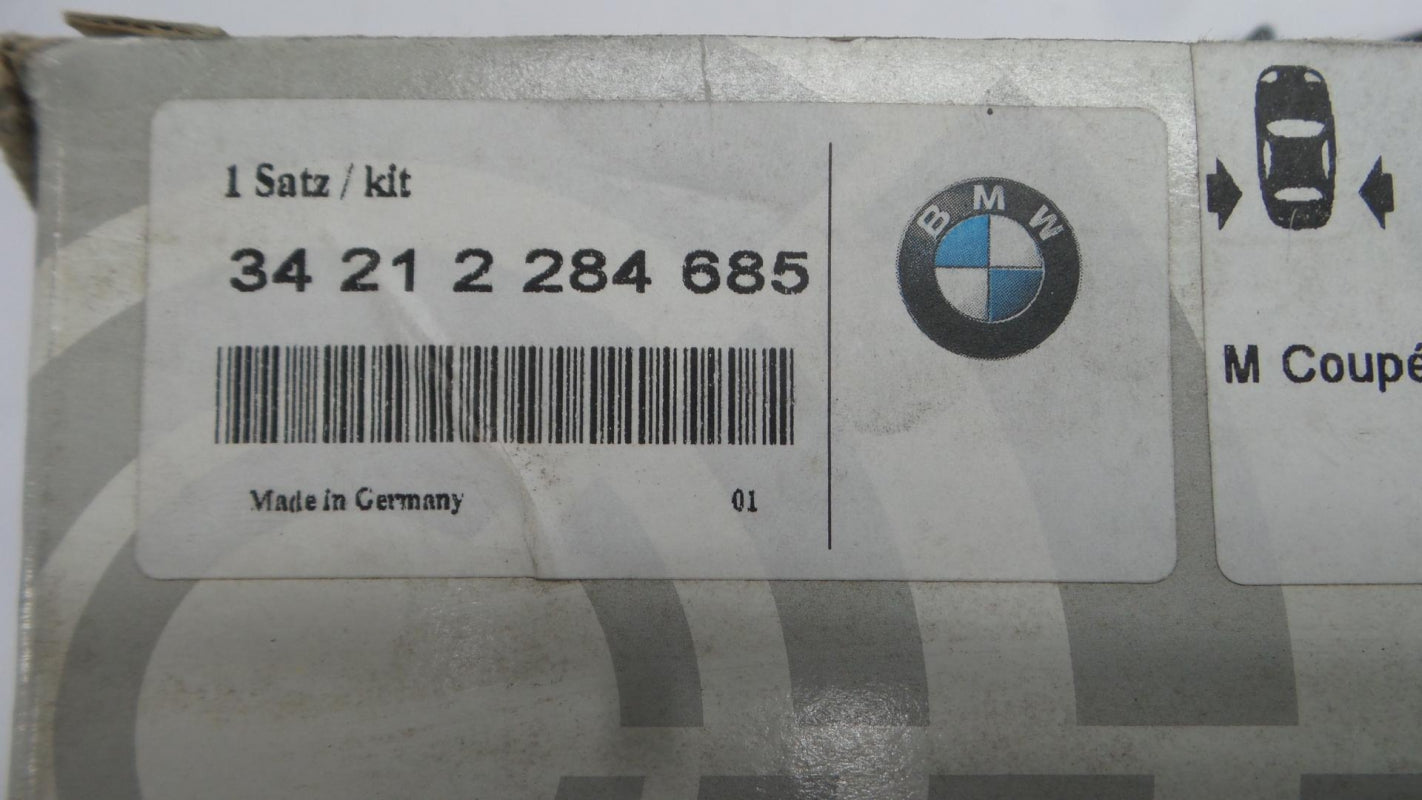 1 Satz / kit
34 21 2 284 685
Made in Germany 01
BMW
M Coupé